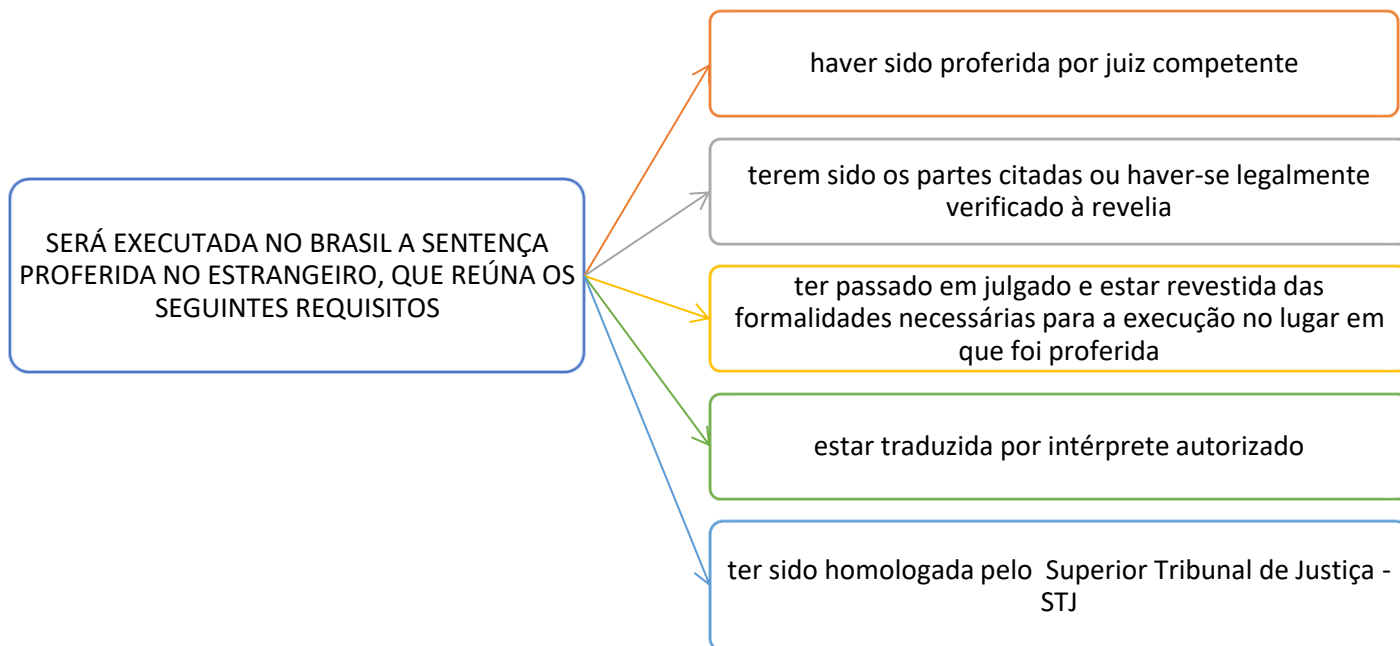 SERÁ EXECUTADA NO BRASIL A SENTENÇA
PROFERIDA NO ESTRANGEIRO, QUE REÚNA OS
SEGUINTES REQUISITOS
haver sido proferida por juiz competente
terem sido os partes citadas ou haver-se legalmente
verificado à revelia
ter passado em julgado e estar revestida das
formalidades necessárias para a execução no lugar em
que foi proferida
estar traduzida por intérprete autorizado
ter sido homologada pelo Superior Tribunal de Justiça -
STJ